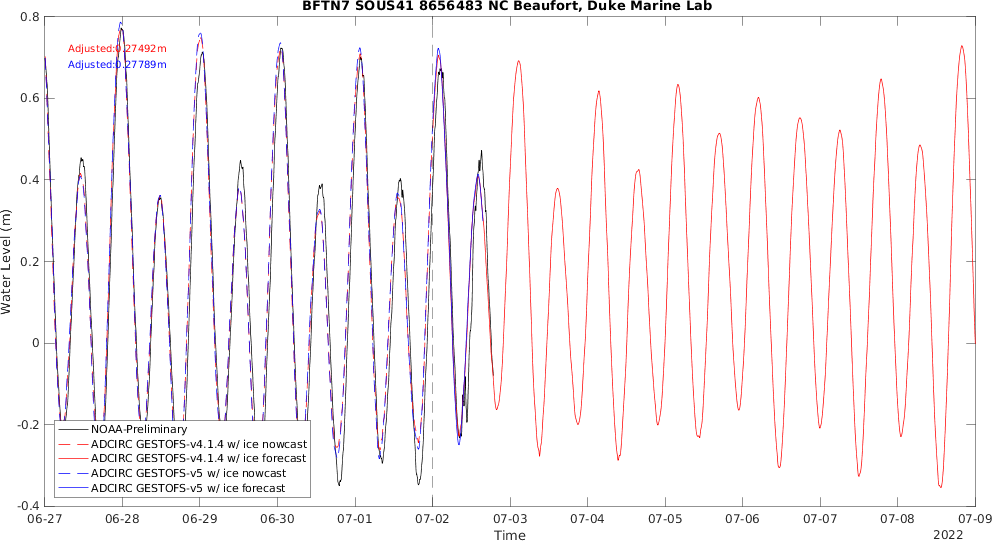 BFTN7 SOUS41 8656483 NC Beaufort, Duke Marine Lab
0.8
Adjusted:0.27492m
Adjusted:0.27789m
0.6
0.4
0.2
0
-0.2
-0.4
Water Level (m)
NOAA-Preliminary
ADCIRC GESTOFS-v4.1.4 w/ ice nowcast
ADCIRC GESTOFS-v4.1.4 w/ ice forecast
ADCIRC GESTOFS-v5 w/ ice nowcast
ADCIRC GESTOFS-v5 w/ ice forecast
06-27 06-28 06-29 06-30 07-01 07-02 07-03 07-04 07-05 07-06 07-07 07-08 07-09
Time
2022